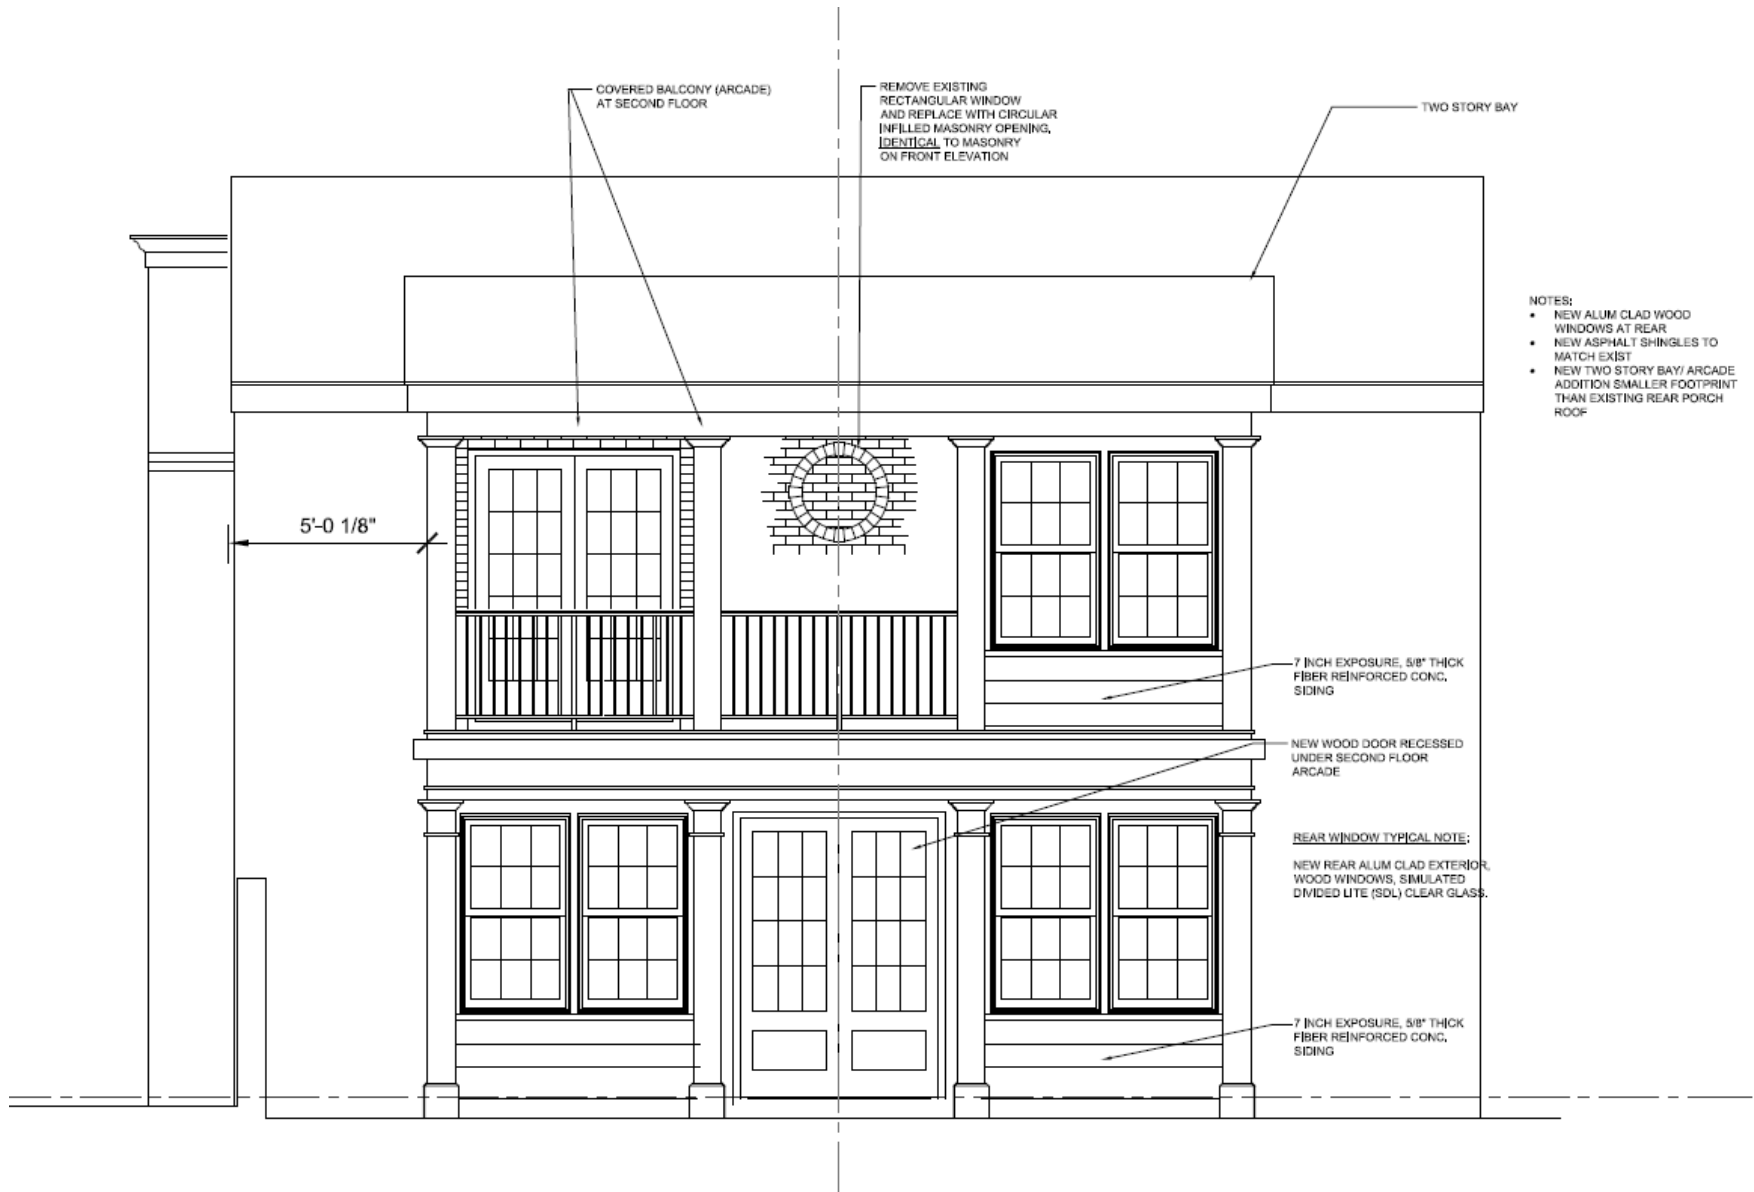 COVERED BALCONY (ARCADE)
AT SECOND FLOOR
REMOVE EXISTING
RECTANGULAR WINDOW
AND REPLACE WITH CIRCULAR
INFILLED MASONRY OPENING,
IDENTICAL TO MASONRY
ON FRONT ELEVATION
TWO STORY BAY
NOTES:
• NEW ALUM CLAD WOOD
WINDOWS AT REAR
• NEW ASPHALT SHINGLES TO
MATCH EXIST
• NEW TWO STORY BAY/ ARCADE
ADDITION SMALLER FOOTPRINT
THAN EXISTING REAR PORCH
ROOF
5'-0 1/8"
7 INCH EXPOSURE, 5/8" THICK
FIBER REINFORCED CONC.
SIDING
NEW WOOD DOOR RECESSED
UNDER SECOND FLOOR
ARCADE
REAR WINDOW TYPICAL NOTE:
NEW REAR ALUM CLAD EXTERIOR,
WOOD WINDOWS, SIMULATED
DIVIDED LITE (SDL) CLEAR GLASS.
7 INCH EXPOSURE, 5/8" THICK
FIBER REINFORCED CONC.
SIDING